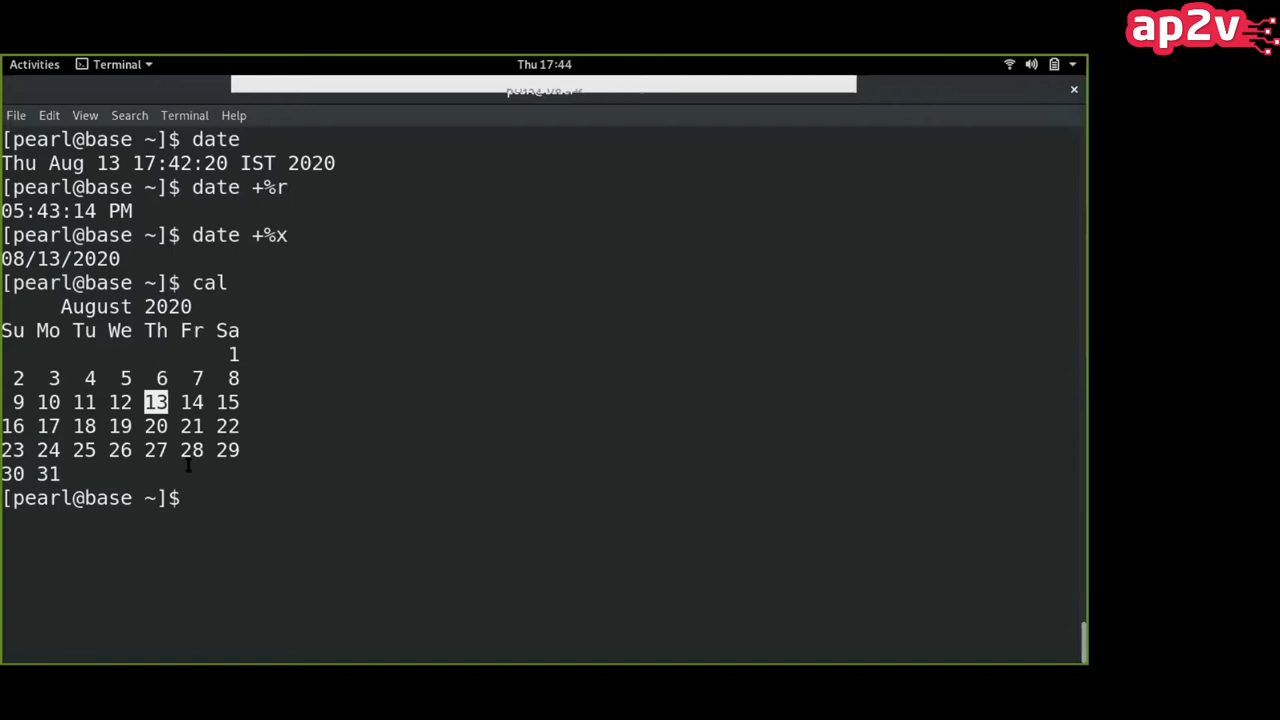 ap2v
Activities Terminal Thu 17:44
File Edit View Search Terminal Help
[pearl@base ~]$ date
Thu Aug 13 17:42:20 IST 2020
[pearl@base ~]$ date +%r
05:43:14 PM
[pearl@base ~]$ date +%x
08/13/2020
[pearl@base ~]$ cal
August 2020
Su Mo Tu We Th Fr Sa
1
2 3 4 5 6 7 8
9 10 11 12 13 14 15
16 17 18 19 20 21 22
23 24 25 26 27 28 29
30 31
[pearl@base ~]$